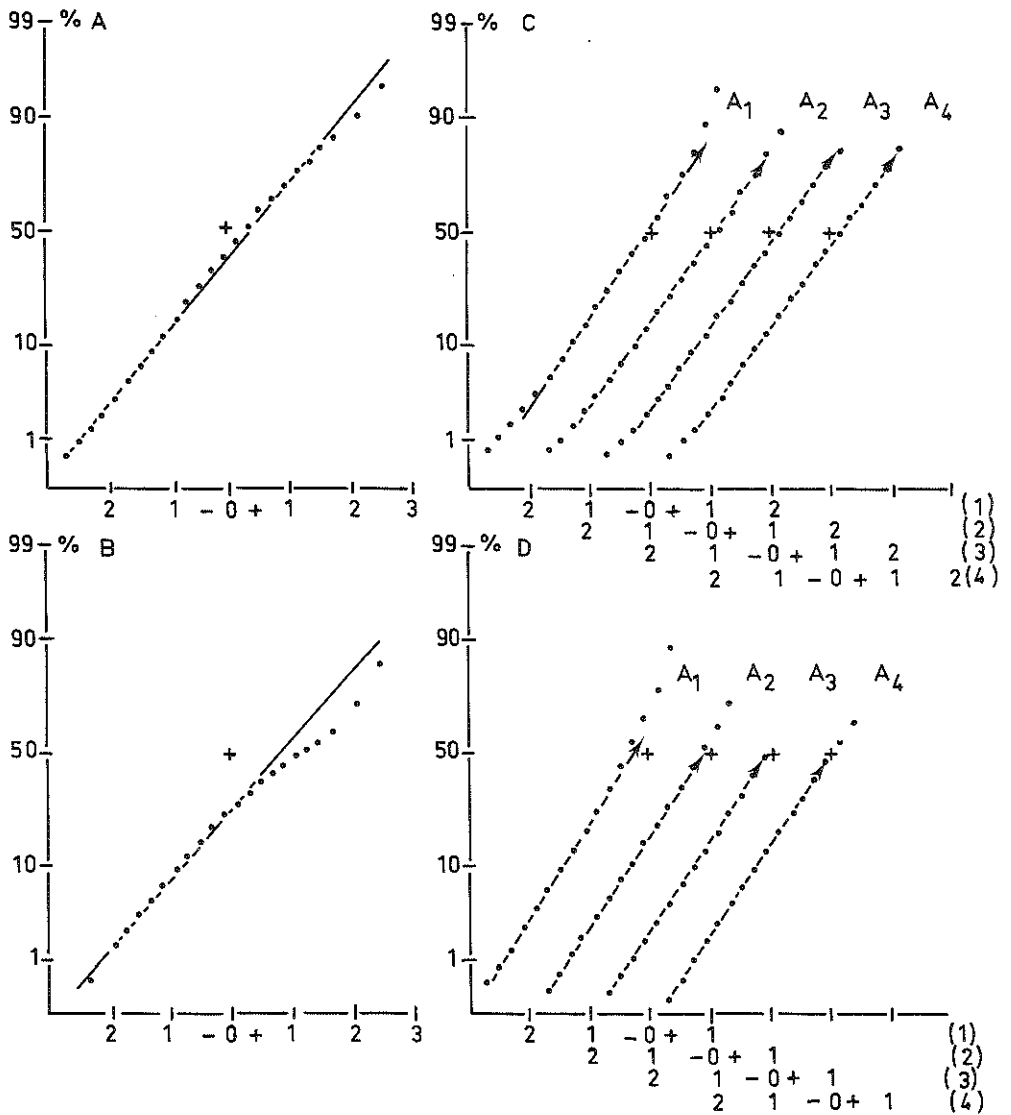 99 % A
90
50 +
10
1
2 1 - 0 + 1 2 3
99 % C
90
50 + + + +
10
1
A1 A2 A3 A4
2 1 -0+ 1 2 (1)
2 1 -0+ 1 2 (2)
2 1 -0+ 1 2 (3)
2 1 -0+ 1 2(4)
99 % B
90
50 +
10
1
2 1 - 0 + 1 2 3
99 % D
90
50 + + + +
10
1
A1 A2 A3 A4
2 1 -0+ 1 (1)
2 1 -0+ 1 (2)
2 1 -0+ 1 (3)
2 1 -0+ 1 (4)